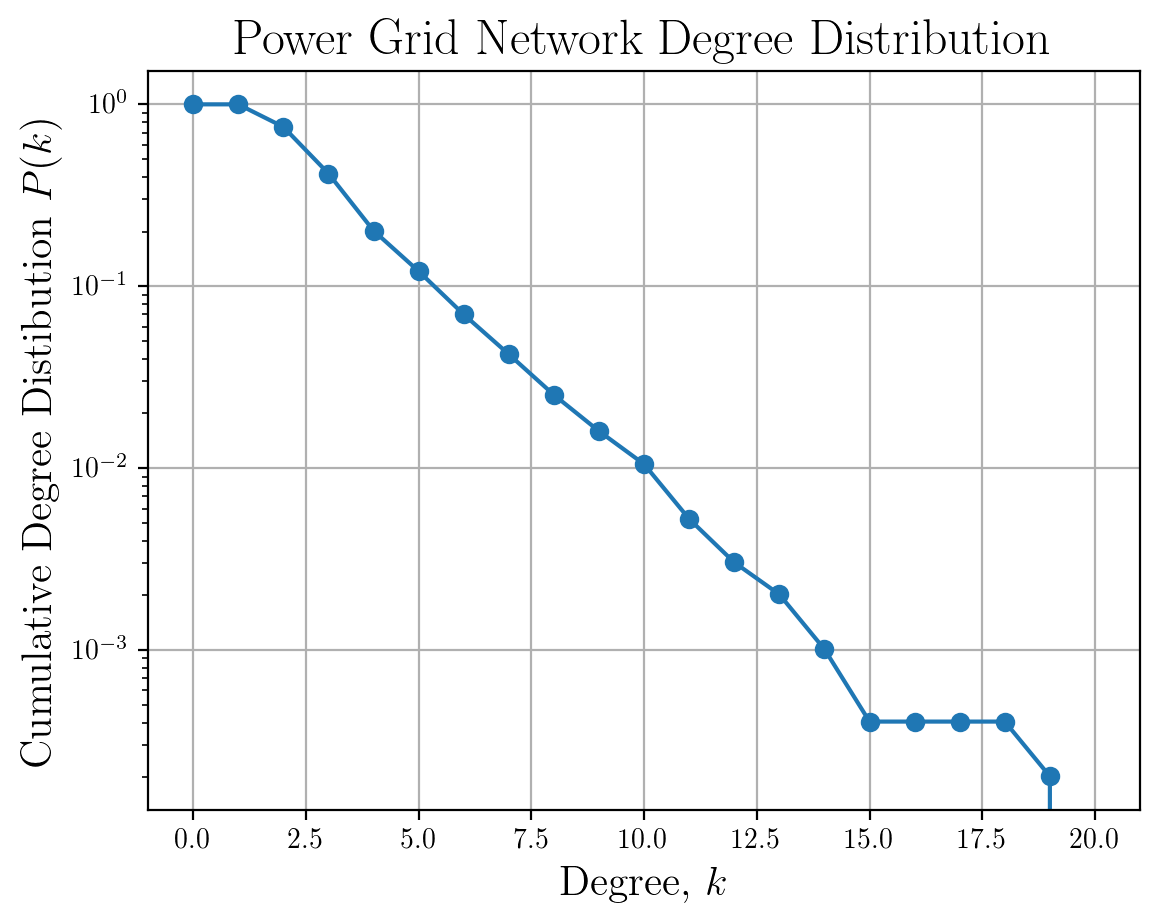 Power Grid Network Degree Distribution
Cumulative Degree Distibution P(k)
10^0
10^−1
10^−2
10^−3
0.0 2.5 5.0 7.5 10.0 12.5 15.0 17.5 20.0
Degree, k